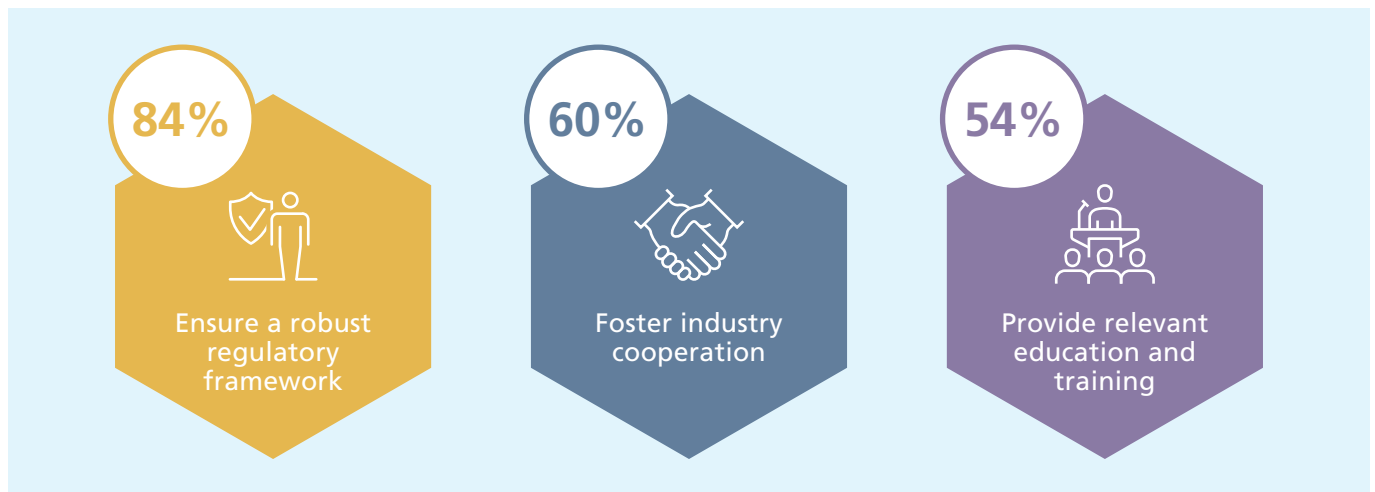 84%
Ensure a robust
regulatory
framework
60%
Foster industry
cooperation
54%
Provide relevant
education and
training